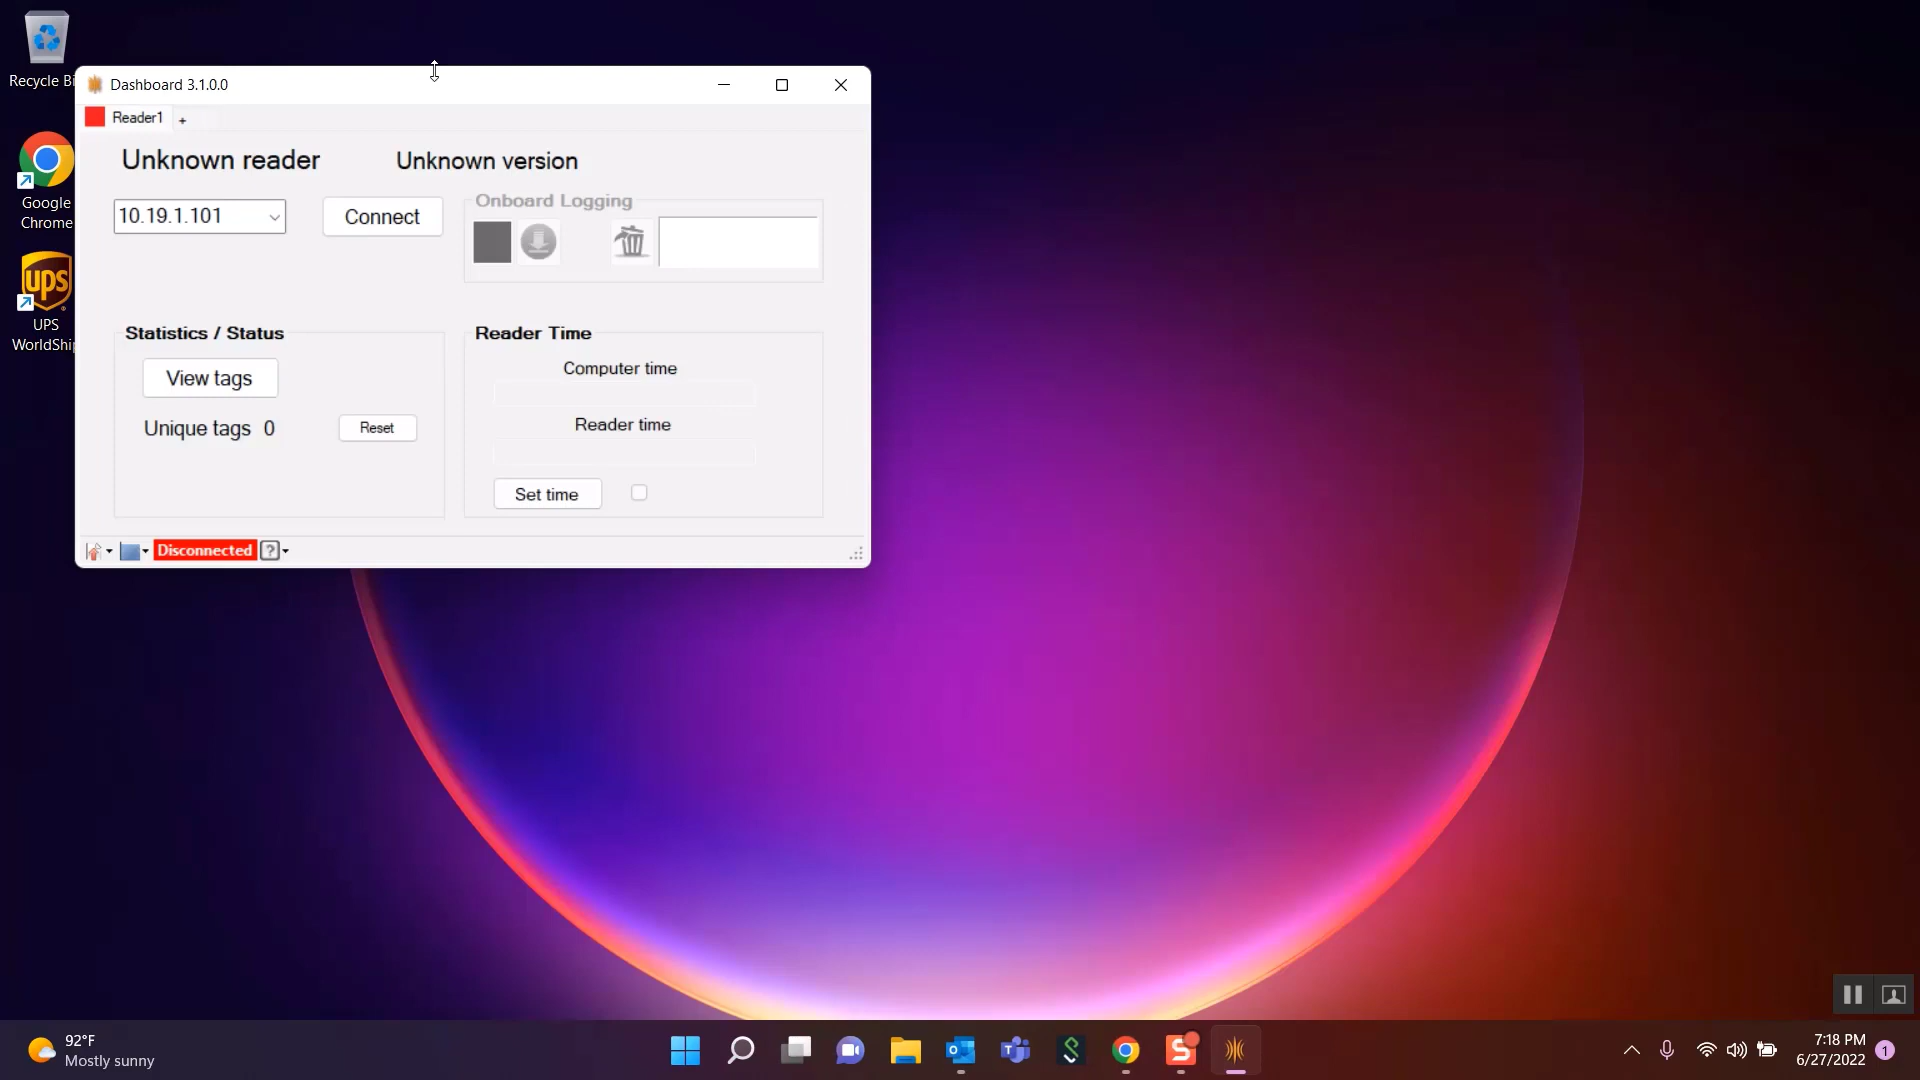 Recycle Bi
Dashboard 3.1.0.0
Reader1 +
Unknown reader
Unknown version
Google
Chrome
10.19.1.101
Connect
Onboard Logging
ups
UPS
WorldShip
Statistics / Status
View tags
Unique tags 0
Reset
Reader Time
Computer time
Reader time
Set time
Disconnected
?
92°F
Mostly sunny
7:18 PM
6/27/2022
1